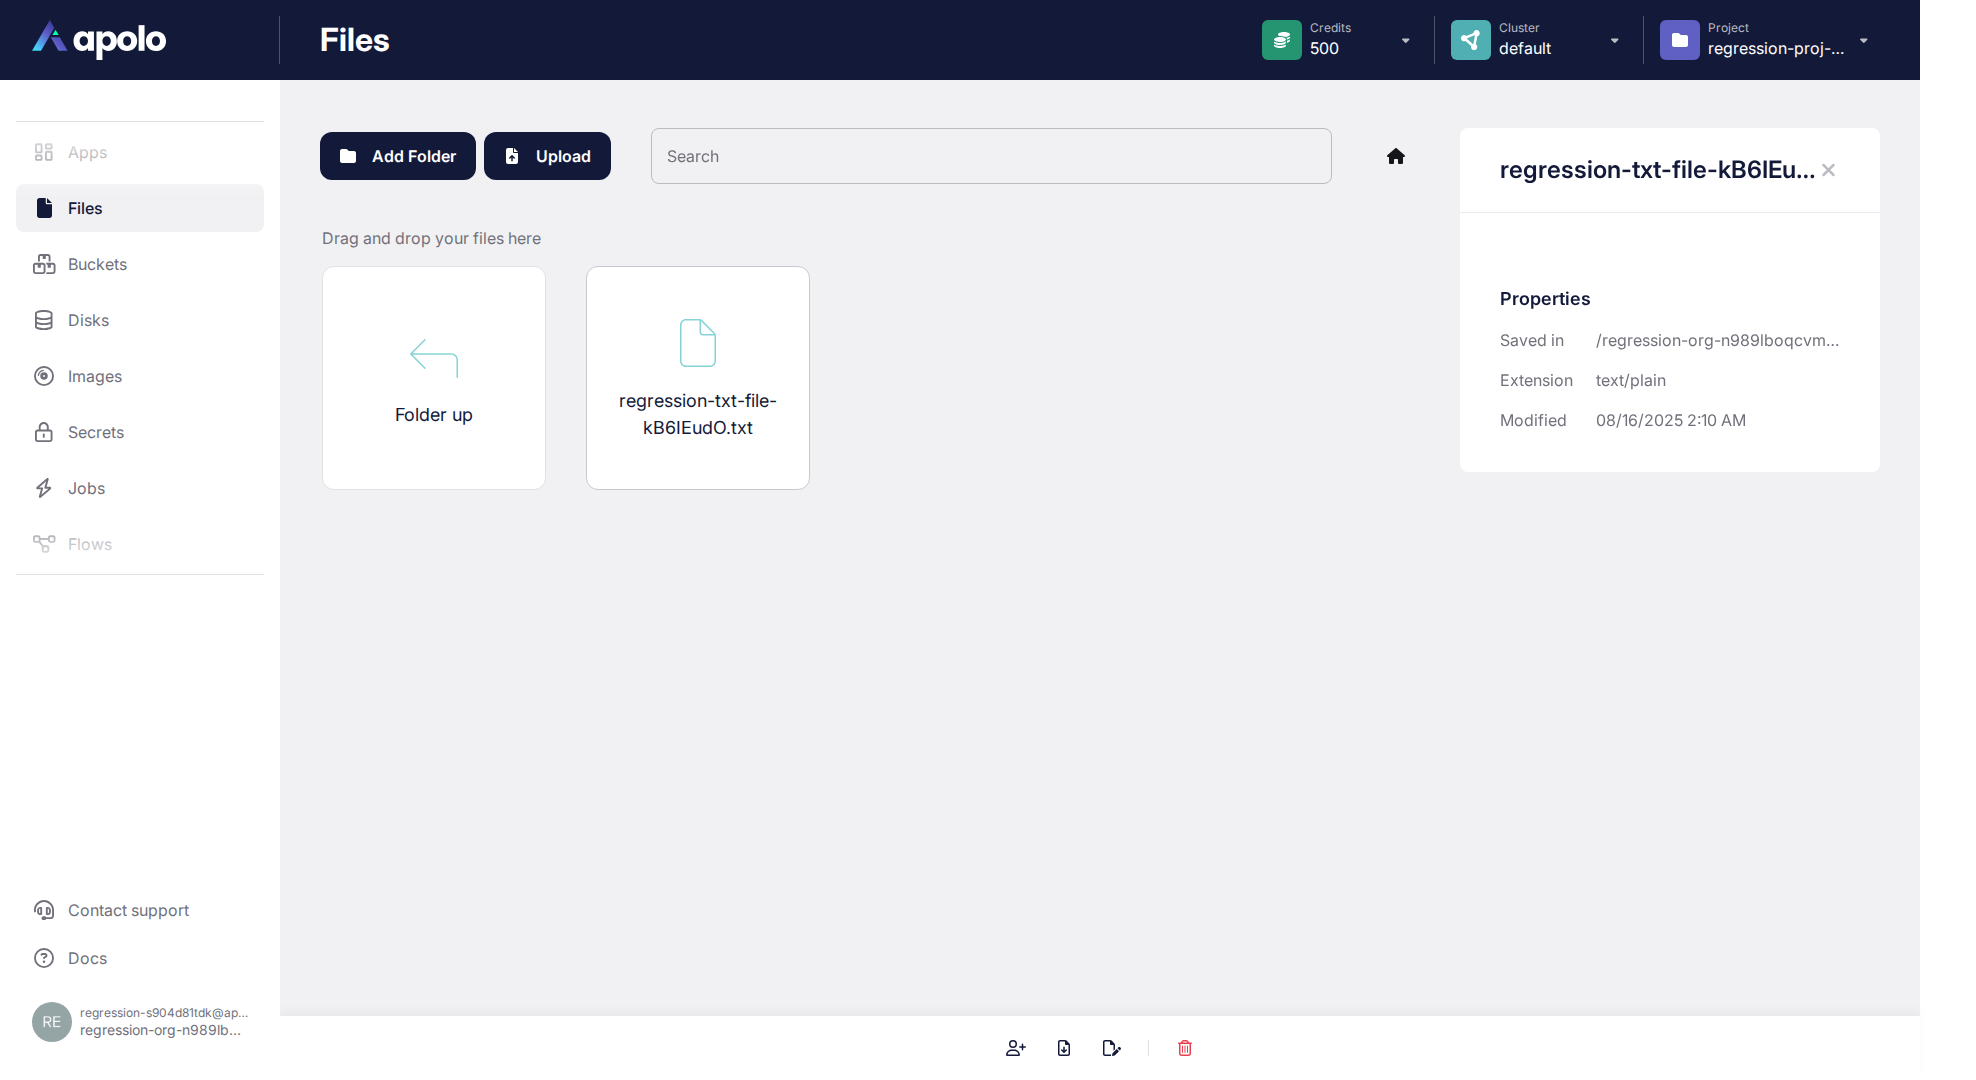 apolo
Files
Credits
500
Cluster
default
Project
regression-proj-...
Apps
Files
Buckets
Disks
Images
Secrets
Jobs
Flows
Contact support
Docs
RE
regression-s904d81tdk@ap...
regression-org-n989lb...
Add Folder
Upload
Search
Drag and drop your files here
Folder up
regression-txt-file-
kB6IEudO.txt
regression-txt-file-kB6IEu...
Properties
Saved in /regression-org-n989lboqcvm...
Extension text/plain
Modified 08/16/2025 2:10 AM